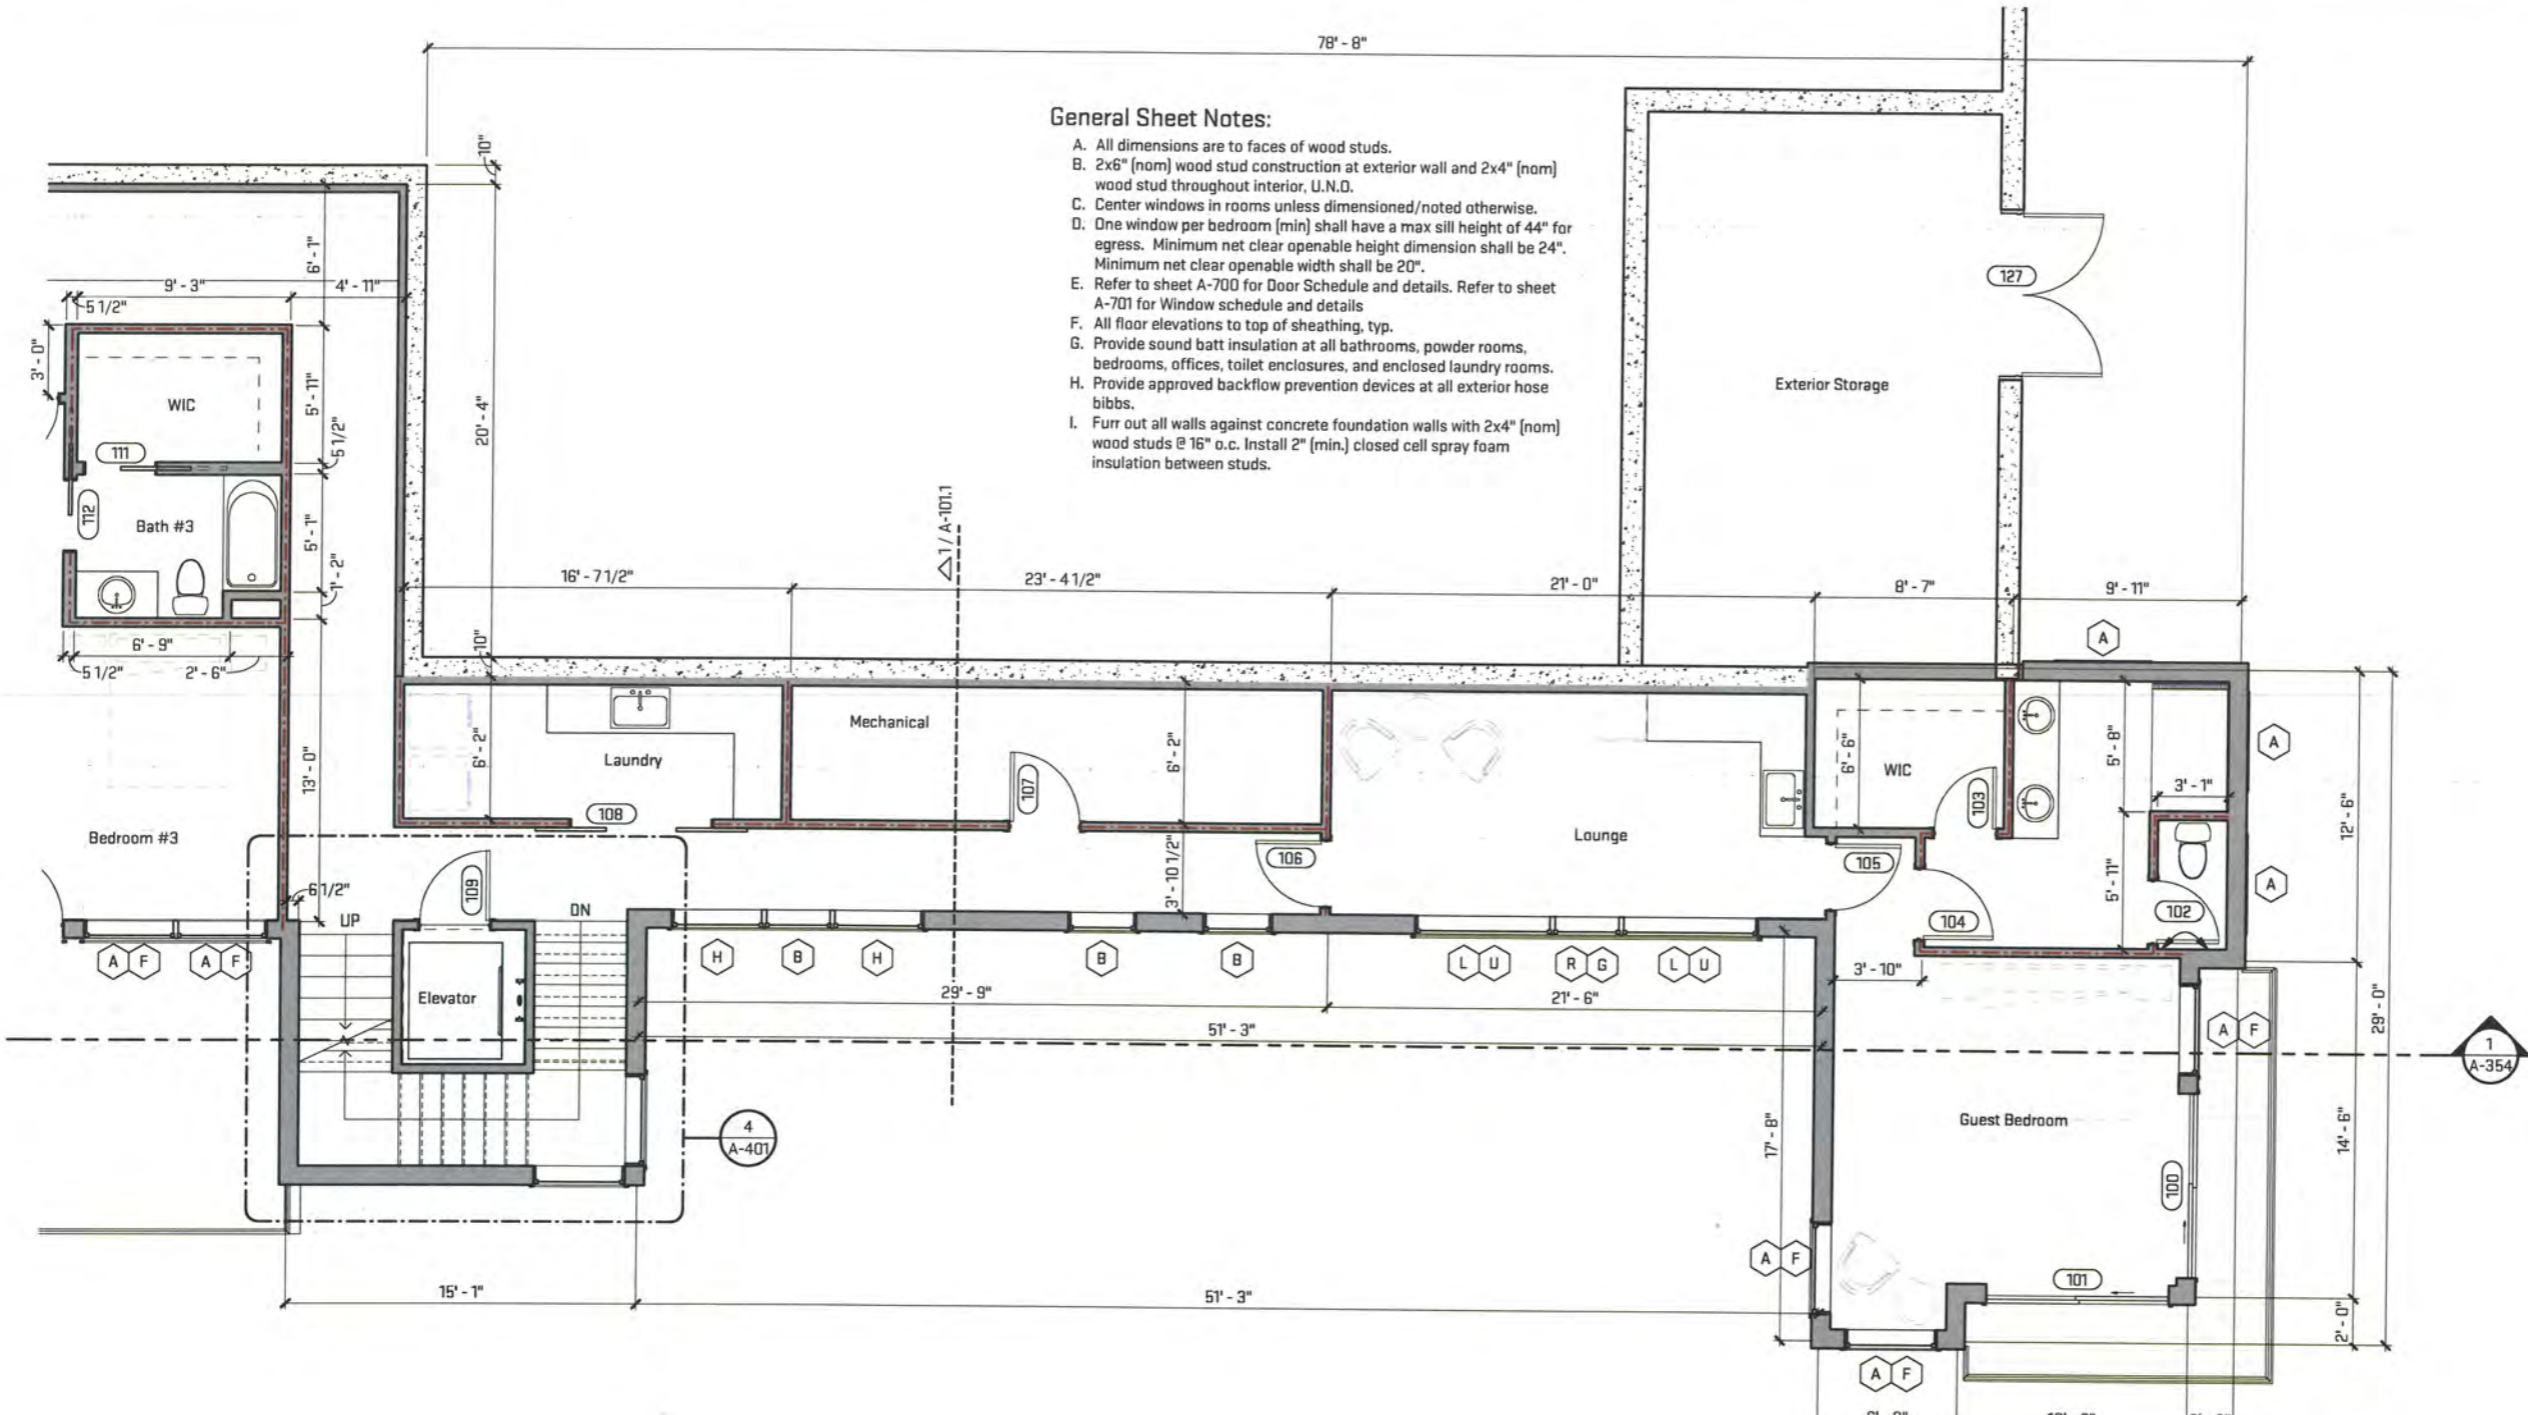 78' - 8"
General Sheet Notes:
A. All dimensions are to faces of wood studs.
B. 2x6" (nom) wood stud construction at exterior wall and 2x4" (nom)
wood stud throughout interior, U.N.O.
C. Center windows in rooms unless dimensioned/noted otherwise.
D. One window per bedroom (min) shall have a max sill height of 44" for
egress. Minimum net clear openable height dimension shall be 24".
Minimum net clear openable width shall be 20".
E. Refer to sheet A-700 for Door Schedule and details. Refer to sheet
A-701 for Window schedule and details
F. All floor elevations to top of sheathing, typ.
G. Provide sound batt insulation at all bathrooms, powder rooms,
bedrooms, offices, toilet enclosures, and enclosed laundry rooms.
H. Provide approved backflow prevention devices at all exterior hose
bibbs.
I. Furr out all walls against concrete foundation walls with 2x4" (nom)
wood studs @ 16" o.c. Install 2" (min.) closed cell spray foam
insulation between studs.
10"
6' - 1"
9' - 3"
4' - 11"
5 1/2"
3' - 0"
WIC
5' - 11"
20' - 4"
5 1/2"
111
112
Bath #3
5' - 1"
1' - 2"
6' - 9"
5 1/2"
2' - 6"
127
Exterior Storage
1 / A-101.1
16' - 7 1/2"
23' - 4 1/2"
21' - 0"
8' - 7"
9' - 11"
10"
A
Mechanical
6' - 2"
Laundry
6' - 2"
108
107
13' - 0"
Bedroom #3
Lounge
106
3' - 10 1/2"
6' - 6"
WIC
103
105
5' - 8"
3' - 1"
A
12' - 6"
5' - 11"
A
102
104
6 1/2"
UP
109
DN
Elevator
A F
A F
H
B
H
B
B
L U
R G
L U
3' - 10"
29' - 9"
21' - 6"
51' - 3"
A F
29' - 0"
1
A-354
4
A-401
17' - 8"
Guest Bedroom
14' - 6"
100
A F
101
15' - 1"
51' - 3"
2' - 0"
A F